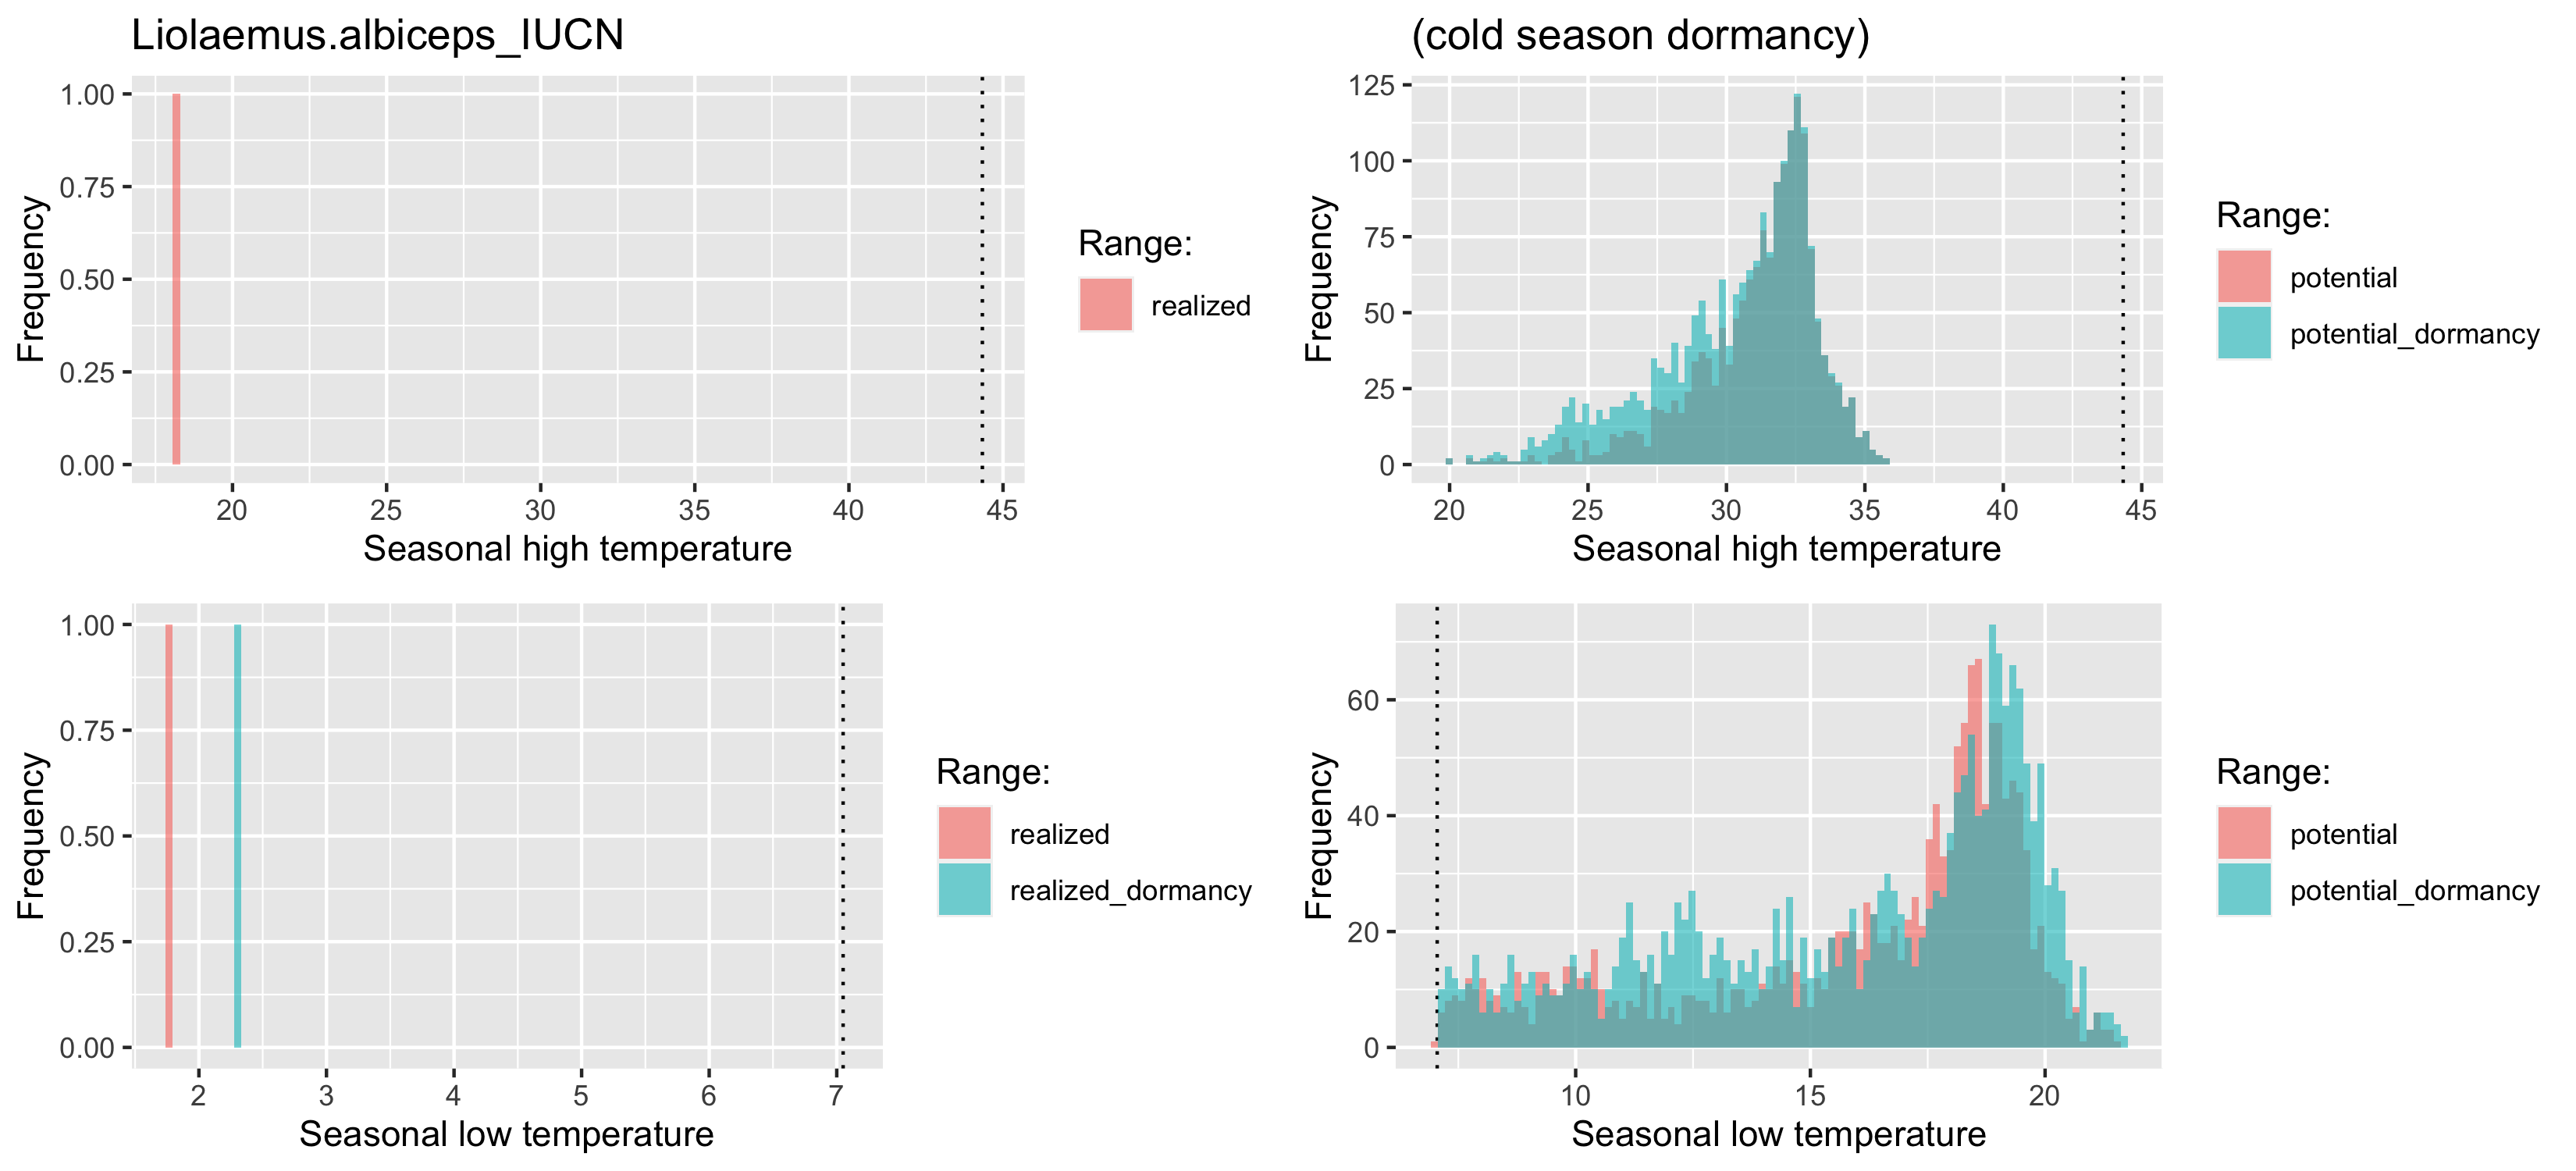 Liolaemus.albiceps_IUCN
Frequency
1.00
0.75
0.50
0.25
0.00
20 25 30 35 40 45
Seasonal high temperature
Range:
realized
(cold season dormancy)
Frequency
125
100
75
50
25
0
20 25 30 35 40 45
Seasonal high temperature
Range:
potential
potential_dormancy
Frequency
1.00
0.75
0.50
0.25
0.00
2 3 4 5 6 7
Seasonal low temperature
Range:
realized
realized_dormancy
Frequency
60
40
20
0
10 15 20
Seasonal low temperature
Range:
potential
potential_dormancy